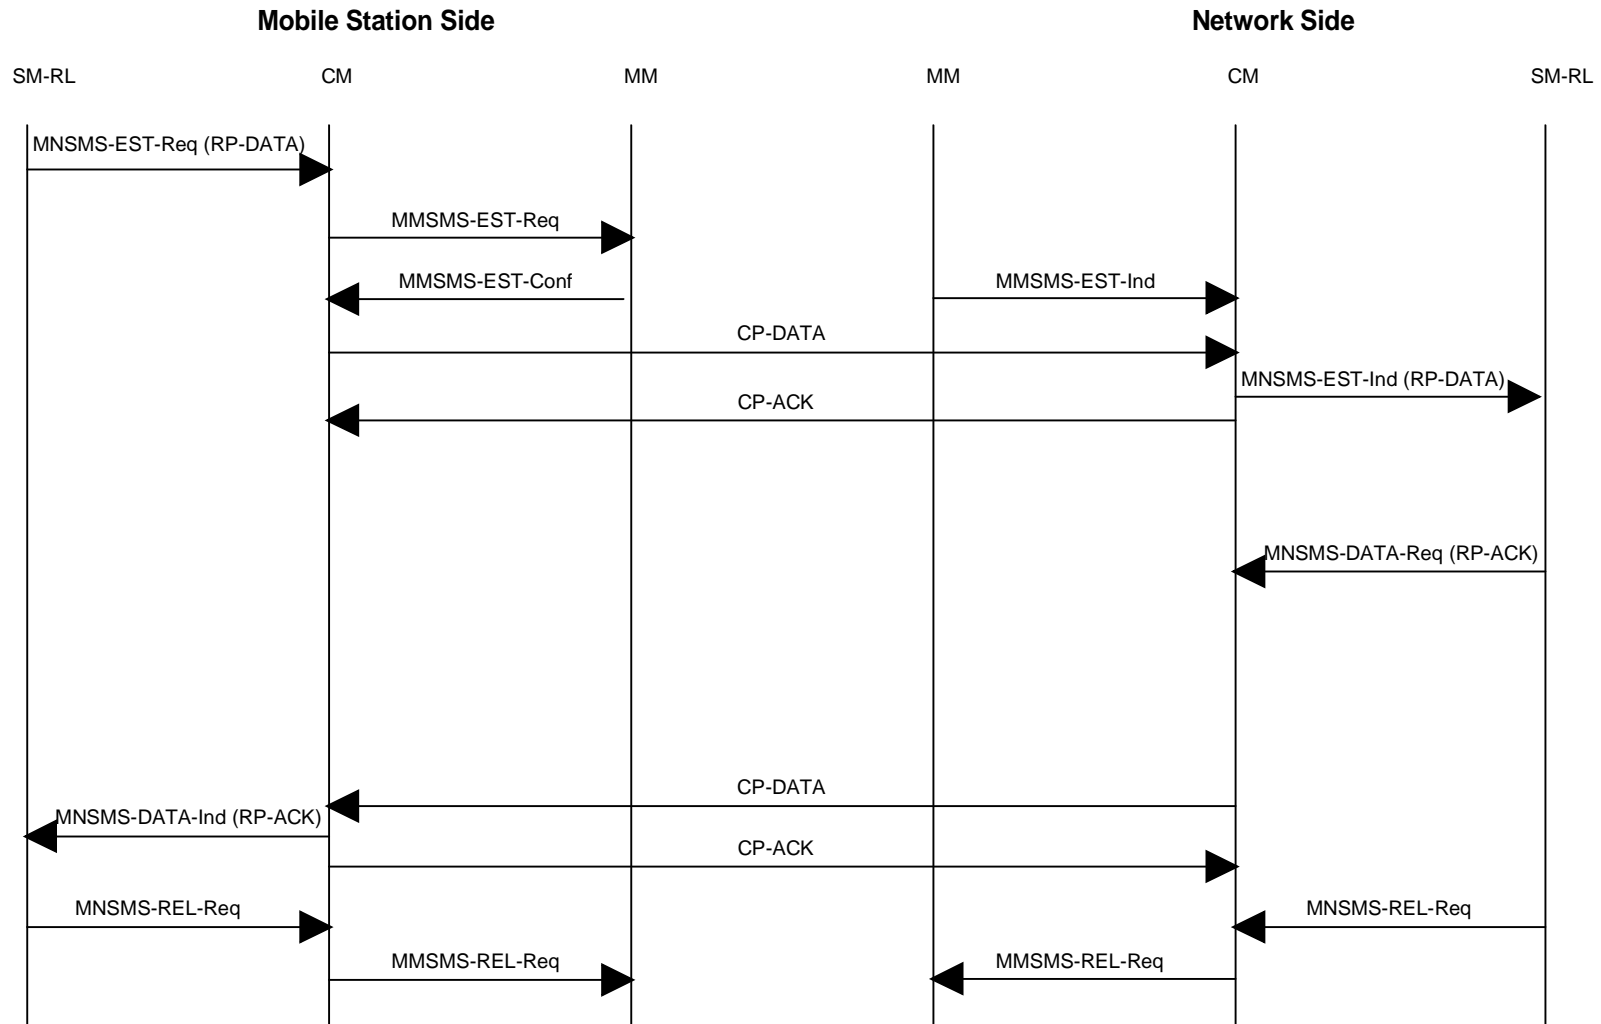 Mobile Station Side
Network Side
SM-RL
CM
MM
MM
CM
SM-RL
MNSMS-EST-Req (RP-DATA)
MMSMS-EST-Req
MMSMS-EST-Conf
MMSMS-EST-Ind
CP-DATA
MNSMS-EST-Ind (RP-DATA)
CP-ACK
MNSMS-DATA-Req (RP-ACK)
CP-DATA
MNSMS-DATA-Ind (RP-ACK)
CP-ACK
MNSMS-REL-Req
MNSMS-REL-Req
MMSMS-REL-Req
MMSMS-REL-Req